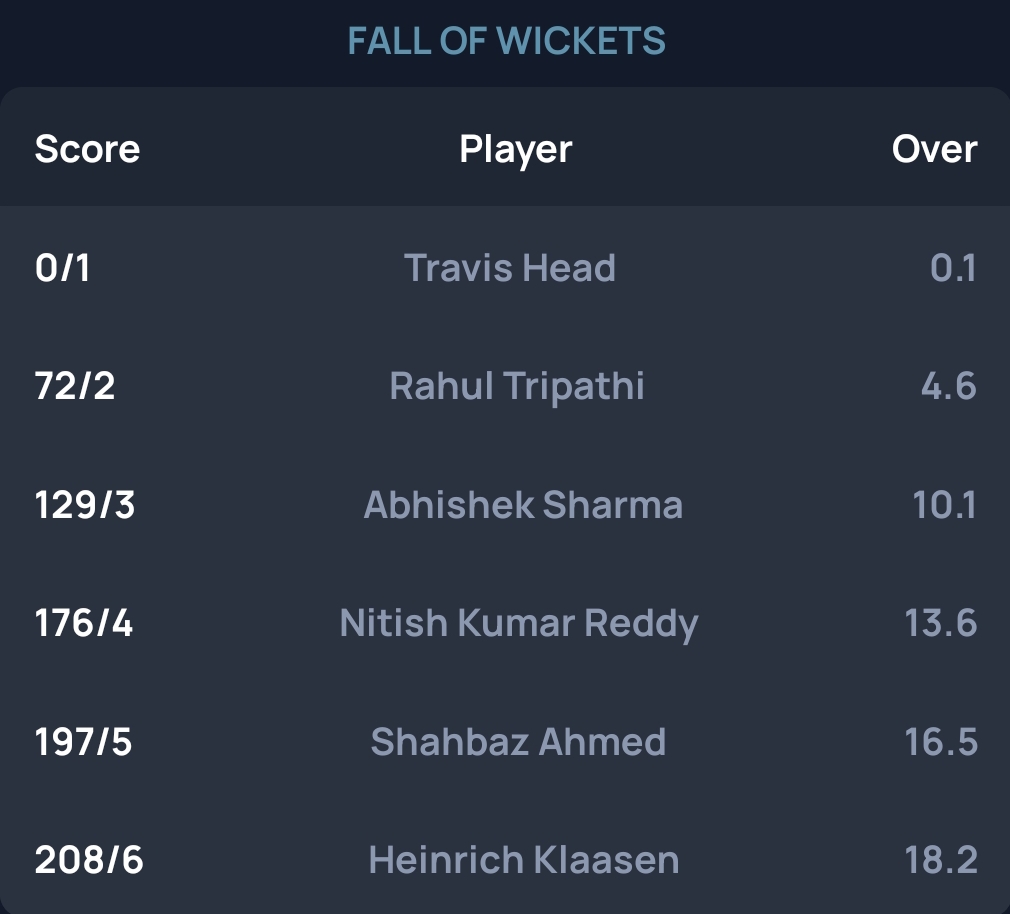 FALL OF WICKETS
Score Player Over
0/1 Travis Head 0.1
72/2 Rahul Tripathi 4.6
129/3 Abhishek Sharma 10.1
176/4 Nitish Kumar Reddy 13.6
197/5 Shahbaz Ahmed 16.5
208/6 Heinrich Klaasen 18.2